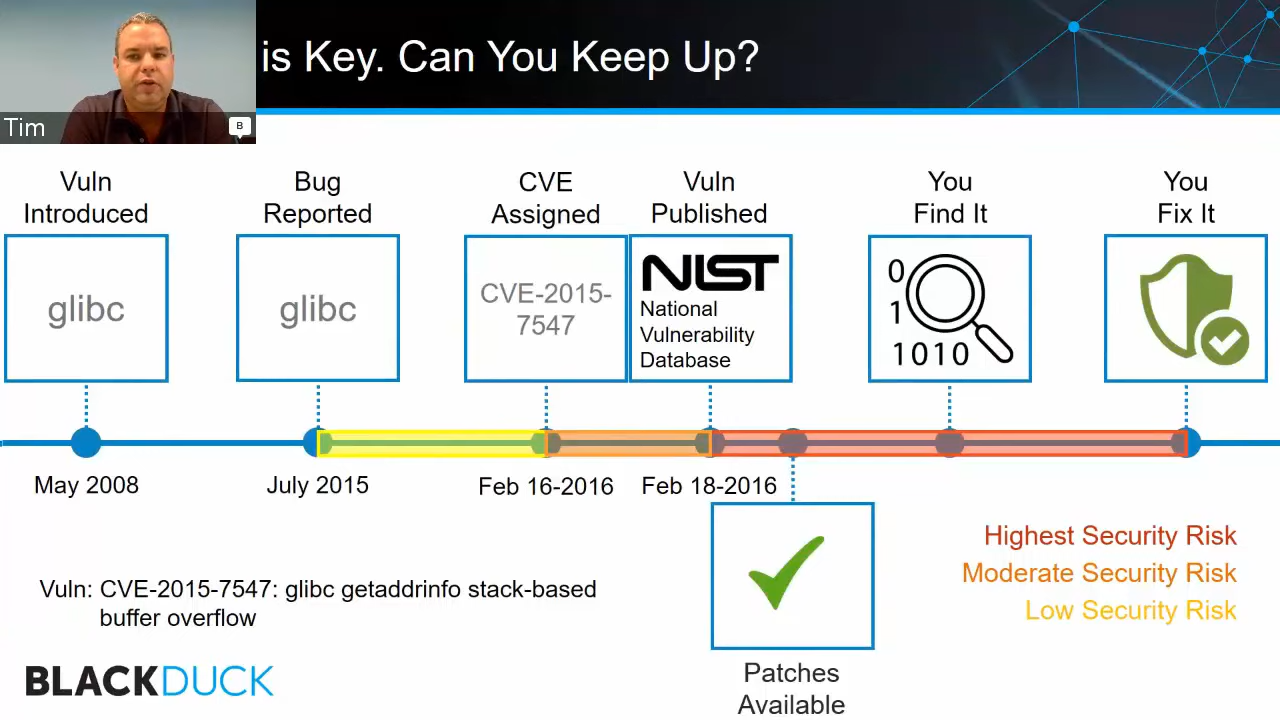 is Key. Can You Keep Up?
Tim
B
Vuln
Introduced
Bug
Reported
CVE
Assigned
Vuln
Published
You
Find It
You
Fix It
glibc
glibc
CVE-2015-
7547
NIST
National
Vulnerability
Database
0
1
1010
May 2008
July 2015
Feb 16-2016
Feb 18-2016
Highest Security Risk
Moderate Security Risk
Low Security Risk
Vuln: CVE-2015-7547: glibc getaddrinfo stack-based
buffer overflow
BLACKDUCK
Patches
Available